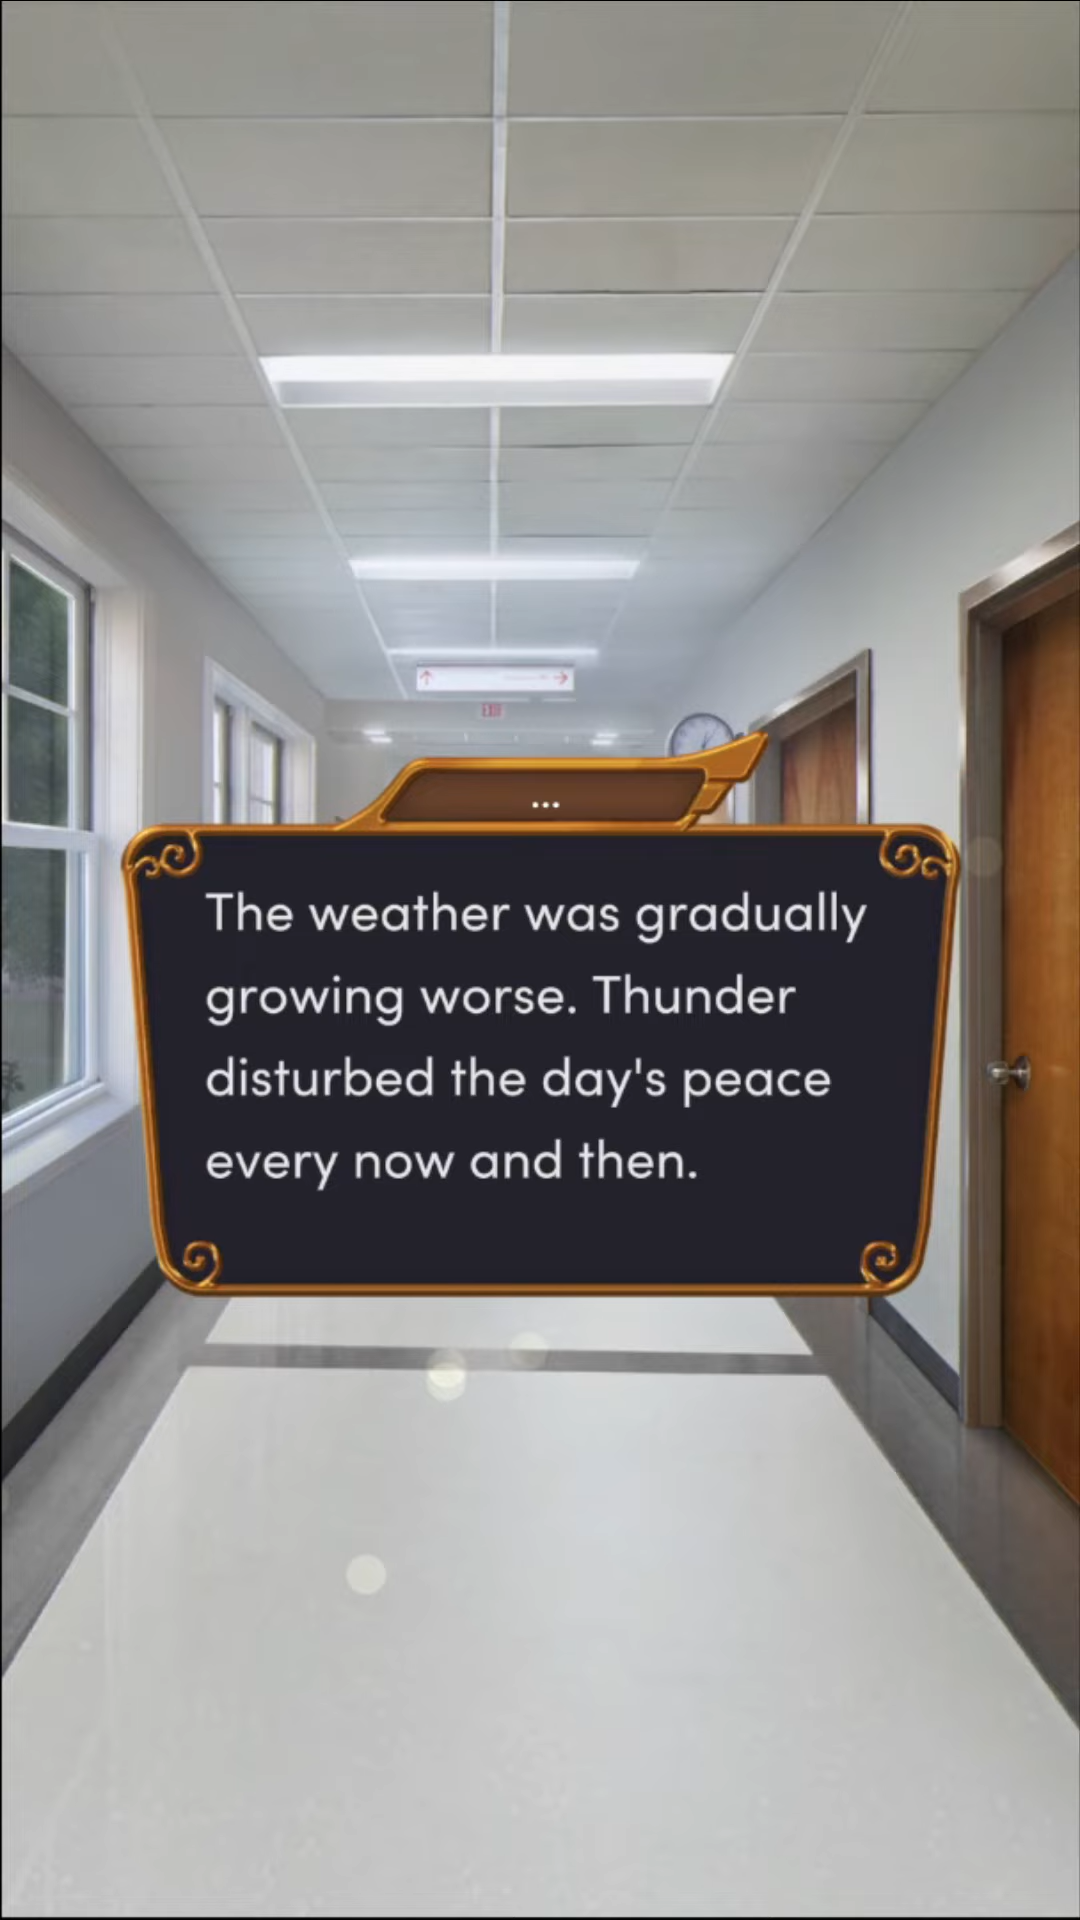 ...
The weather was gradually
growing worse. Thunder
disturbed the day's peace
every now and then.